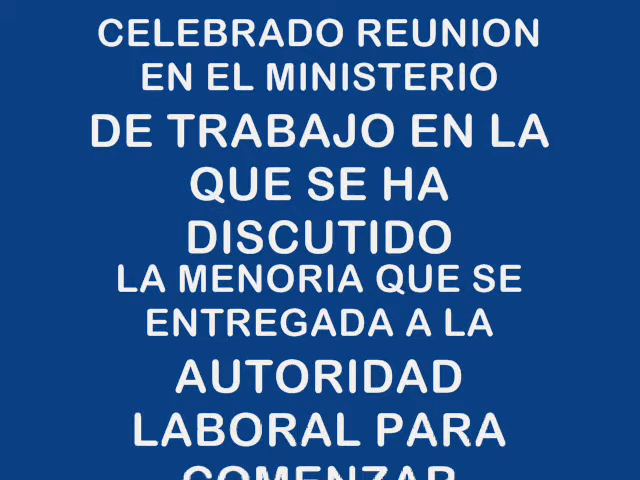 CELEBRADO REUNION
EN EL MINISTERIO
DE TRABAJO EN LA
QUE SE HA
DISCUTIDO
LA MENORIA QUE SE
ENTREGADA A LA
AUTORIDAD
LABORAL PARA
COMENZAR